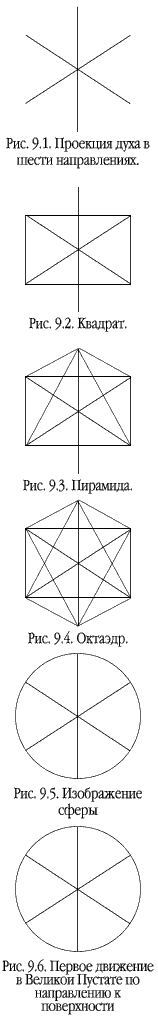 Рис. 9.1. Проекция духа в
шести направлениях.
Рис. 9.2. Квадрат.
Рис. 9.3. Пирамида.
Рис. 9.4. Октаэдр.
Рис. 9.5. Изображение
сферы
Рис. 9.6. Первое движение
в Великой Пустате по
направлению к
поверхности